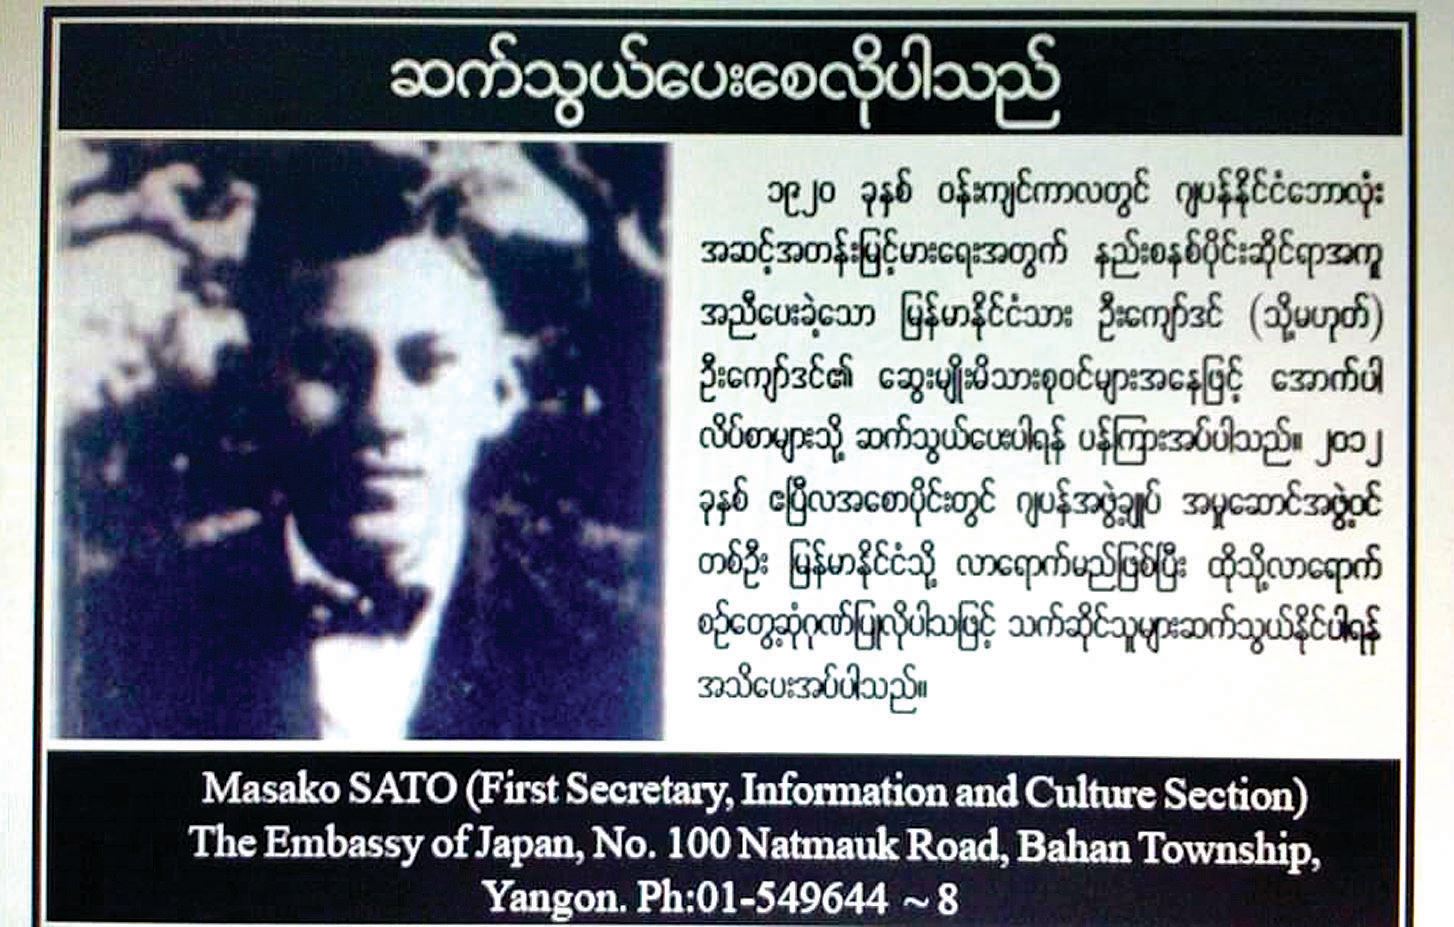 ဆက်သွယ်ပေးစေလိုပါသည်
၁၉၂၀ ခုနှစ် ဝန်းကျင်ကာလတွင် ဂျပန်နိုင်ငံဘောလုံး
အဆင့်အတန်းမြင့်မားရေးအတွက် နည်းစနစ်ပိုင်းဆိုင်ရာအကူ
အညီပေးခဲ့သော မြန်မာနိုင်ငံသား ဦးကျော်ဒင် (သို့မဟုတ်)
ဦးကျော်ဒင်၏ ဆွေးမျိုးမိသားစုဝင်များအနေဖြင့် အောက်ပါ
လိပ်စာများသို့ ဆက်သွယ်ပေးပါရန် ပန်ကြားအပ်ပါသည်။ ၂၀၁၂
ခုနှစ် ဧပြီလအစောပိုင်းတွင် ဂျပန်အဖွဲ့ချုပ် အမှုဆောင်အဖွဲ့ဝင်
တစ်ဦး မြန်မာနိုင်ငံသို့ လာရောက်မည်ဖြစ်ပြီး ထိုသို့လာရောက်
စဉ်တွေ့ဆုံဂုဏ်ပြုလိုပါသဖြင့် သက်ဆိုင်သူများဆက်သွယ်နိုင်ပါရန်
အသိပေးအပ်ပါသည်။
Masako SATO (First Secretary, Information and Culture Section)
The Embassy of Japan, No. 100 Natmauk Road, Bahan Township,
Yangon. Ph:01-549644 ~ 8